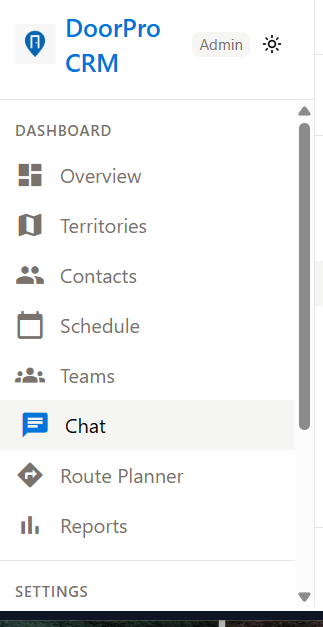 DoorPro
CRM
Admin
DASHBOARD
Overview
Territories
Contacts
Schedule
Teams
Chat
Route Planner
Reports
SETTINGS